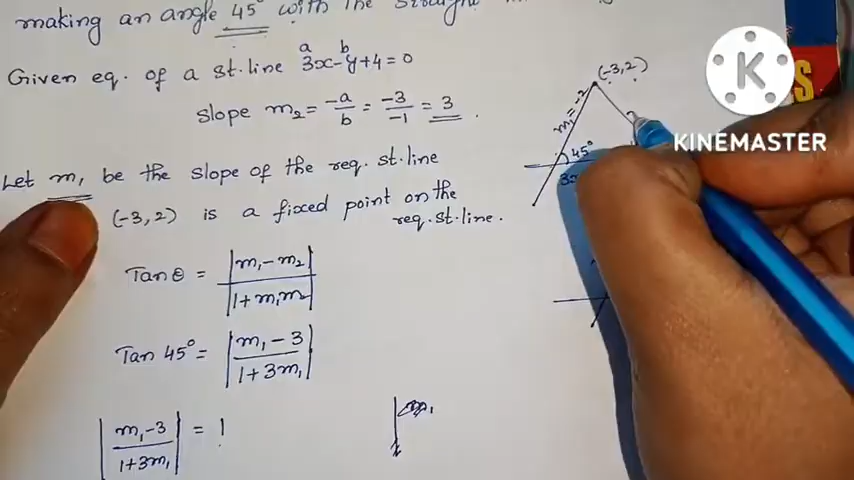 making an angle 45° with the straight
a b
Given eq. of a st.line 3x-y+4=0
slope m₂ = -a/b = -3/-1 = 3.
Let m₁ be the slope of the req. st.line
(-3,2) is a fixed point on the
req.st.line.
Tan θ = |m₁-m₂ / 1+m₁m₂|
Tan 45° = |m₁-3 / 1+3m₁|
|m₁-3 / 1+3m₁| = 1
(-3,2)
m₁=-2
45°
K
KINEMASTER